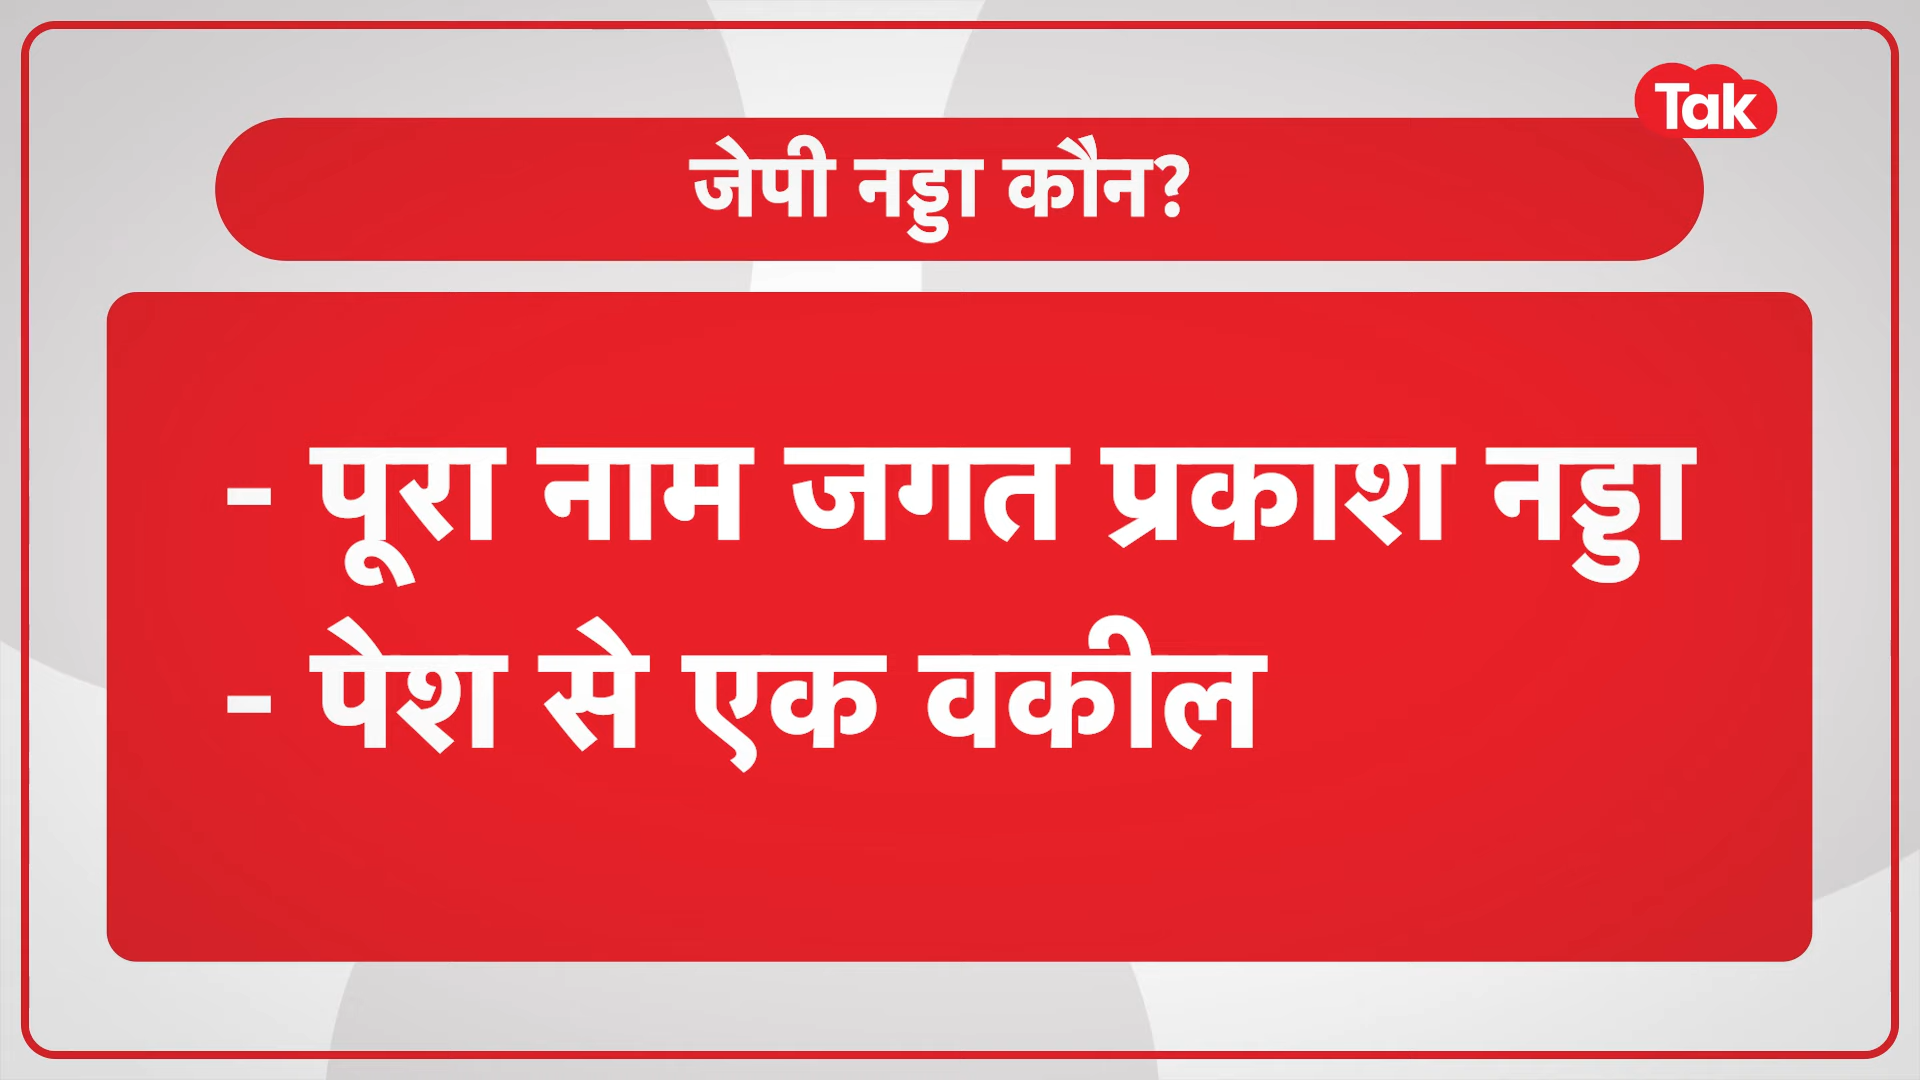 Tak
जेपी नड्डा कौन?
- पूरा नाम जगत प्रकाश नड्डा
- पेश से एक वकील